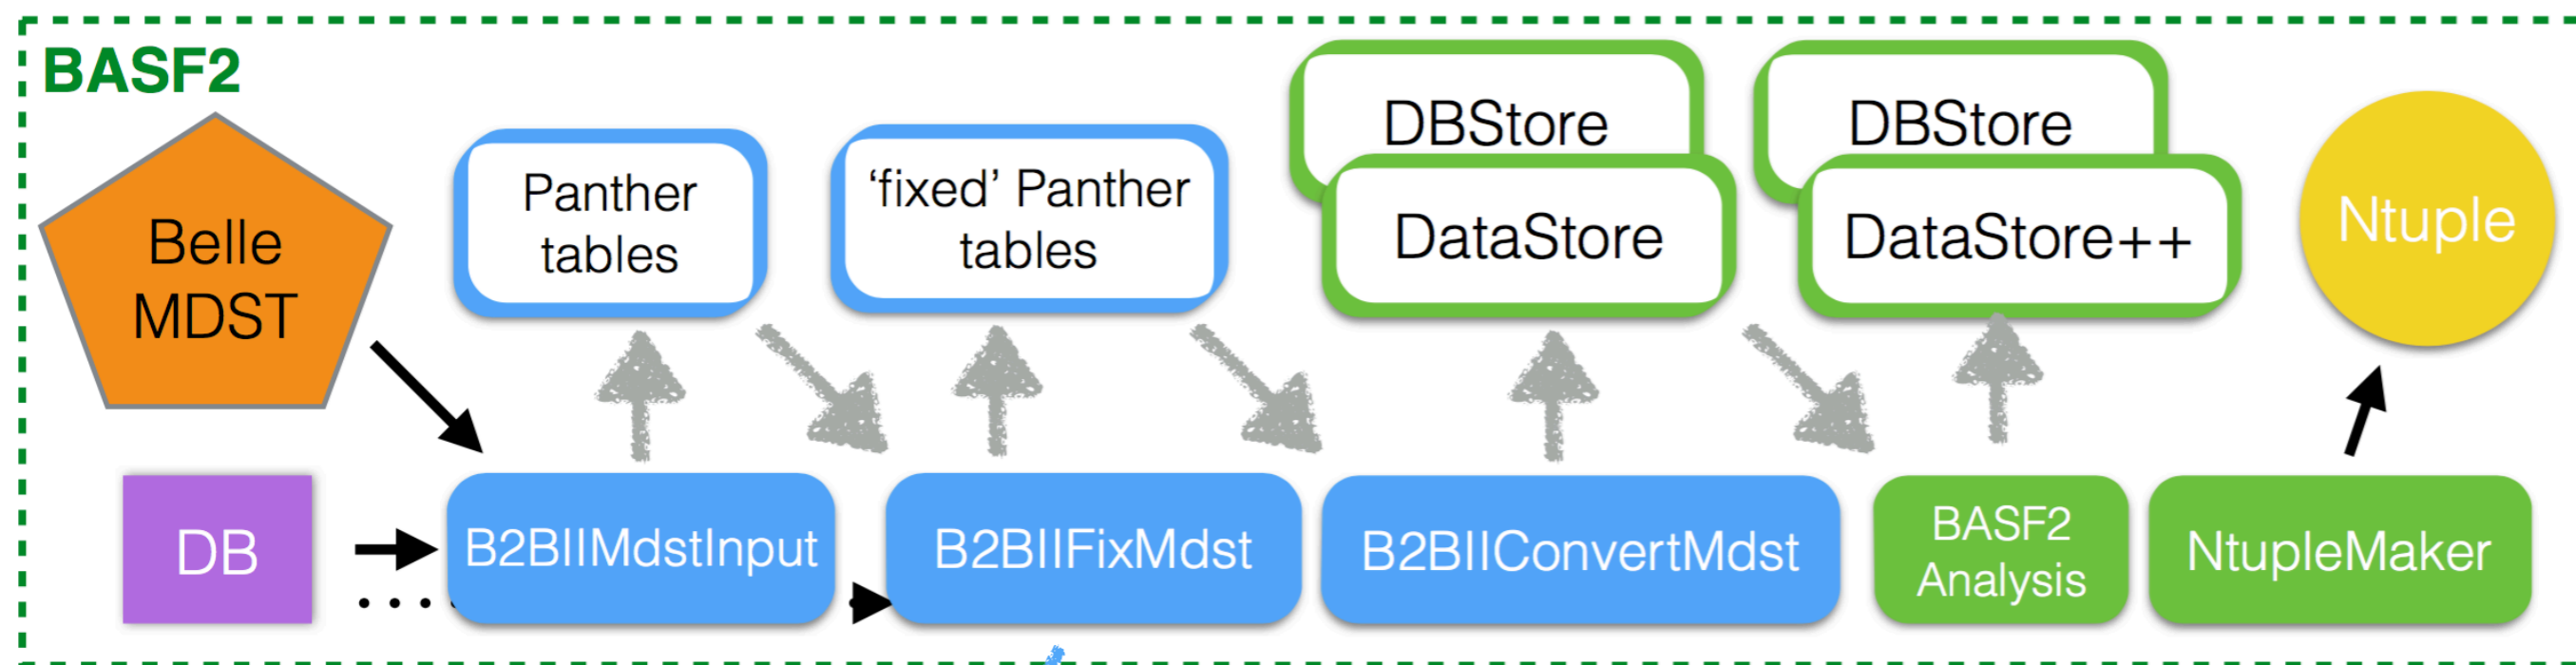 BASF2
Belle
MDST
Panther
tables
‘fixed’ Panther
tables
DBStore
DataStore
DBStore
DataStore++
Ntuple
DB
B2BIIMdstInput
B2BIIFixMdst
B2BIIConvertMdst
BASF2
Analysis
NtupleMaker